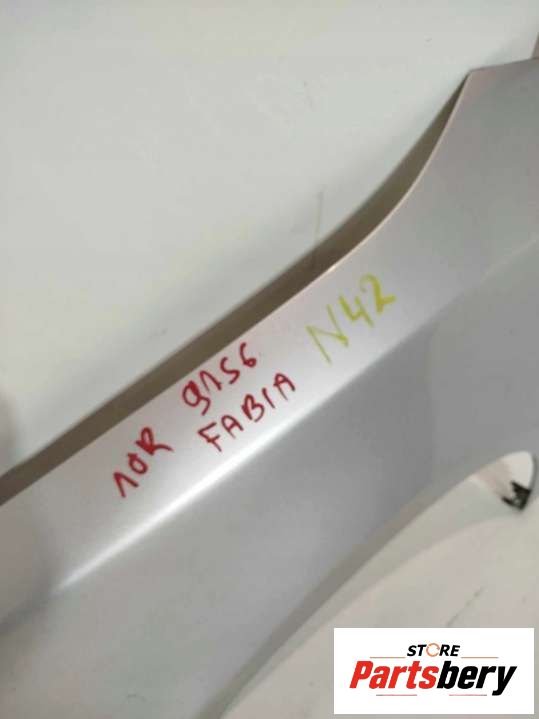 10R 9156 N42
FABIA
STORE
Partsbery